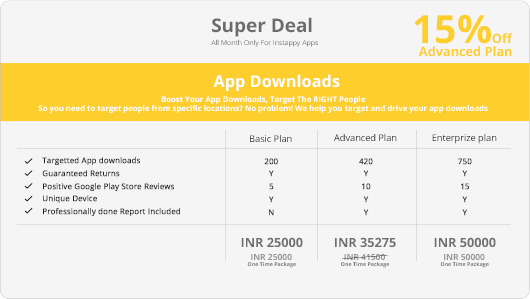 Super Deal
All Month Only For Instappy Apps
15% Off
Advanced Plan
App Downloads
Boost Your App Downloads, Target The RIGHT People
So you need to target people from specific locations? No problem! We help you target and drive your app downloads
Basic Plan Advanced Plan Enterprize plan
Targetted App downloads 200 420 750
Guaranteed Returns Y Y Y
Positive Google Play Store Reviews 5 10 15
Unique Device Y Y Y
Professionally done Report Included N Y Y
INR 25000 INR 35275 INR 50000
INR 25000 INR 41500 INR 50000
One Time Package One Time Package One Time Package